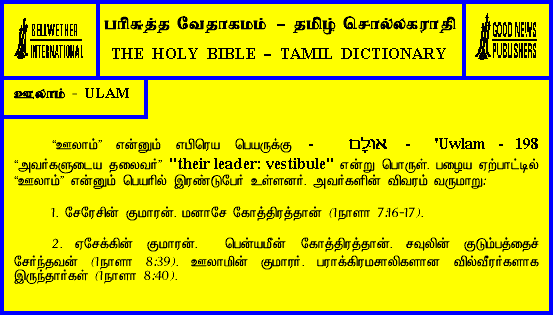 BELLWETHER
INTERNATIONAL
பரிசுத்த வேதாகமம் – தமிழ் சொல்லகராதி
THE HOLY BIBLE – TAMIL DICTIONARY
GOOD NEWS
PUBLISHERS
ஊலாம் - ULAM
“ஊலாம்” என்னும் எபிரெய பெயருக்கு - אוּלָם - 'Uwlam - 198
“அவர்களுடைய தலைவர்” "their leader: vestibule" என்று பொருள். பழைய ஏற்பாட்டில்
“ஊலாம்” என்னும் பெயரில் இரண்டுபேர் உள்ளனர். அவர்களின் விவரம் வருமாறு:
1. சேரேசின் குமாரன். மனாசே கோத்திரத்தான் (1நாளா 7:16-17).
2. ஏசேக்கின் குமாரன். பென்யமீன் கோத்திரத்தான். சவுலின் குடும்பத்தைச்
சேர்ந்தவன் (1நாளா 8:39). ஊலாமின் குமாரர். பராக்கிரமசாலிகளான வில்வீரர்களாக
இருந்தார்கள் (1நாளா 8:40).